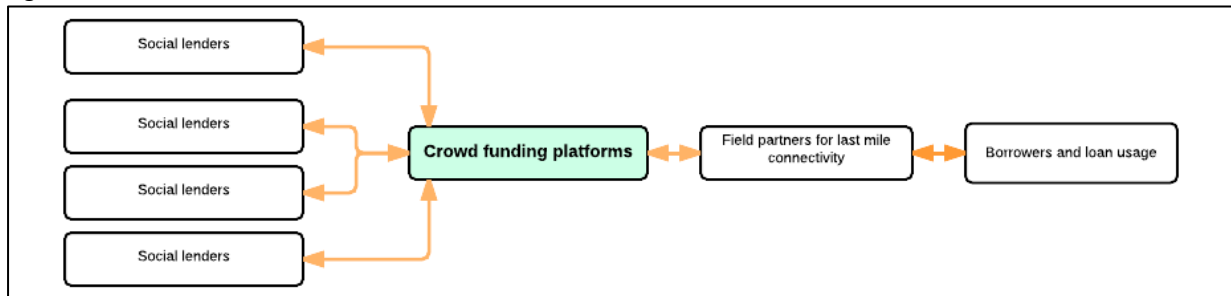 Social lenders
Social lenders
Social lenders
Social lenders
Crowd funding platforms
Field partners for last mile
connectivity
Borrowers and loan usage